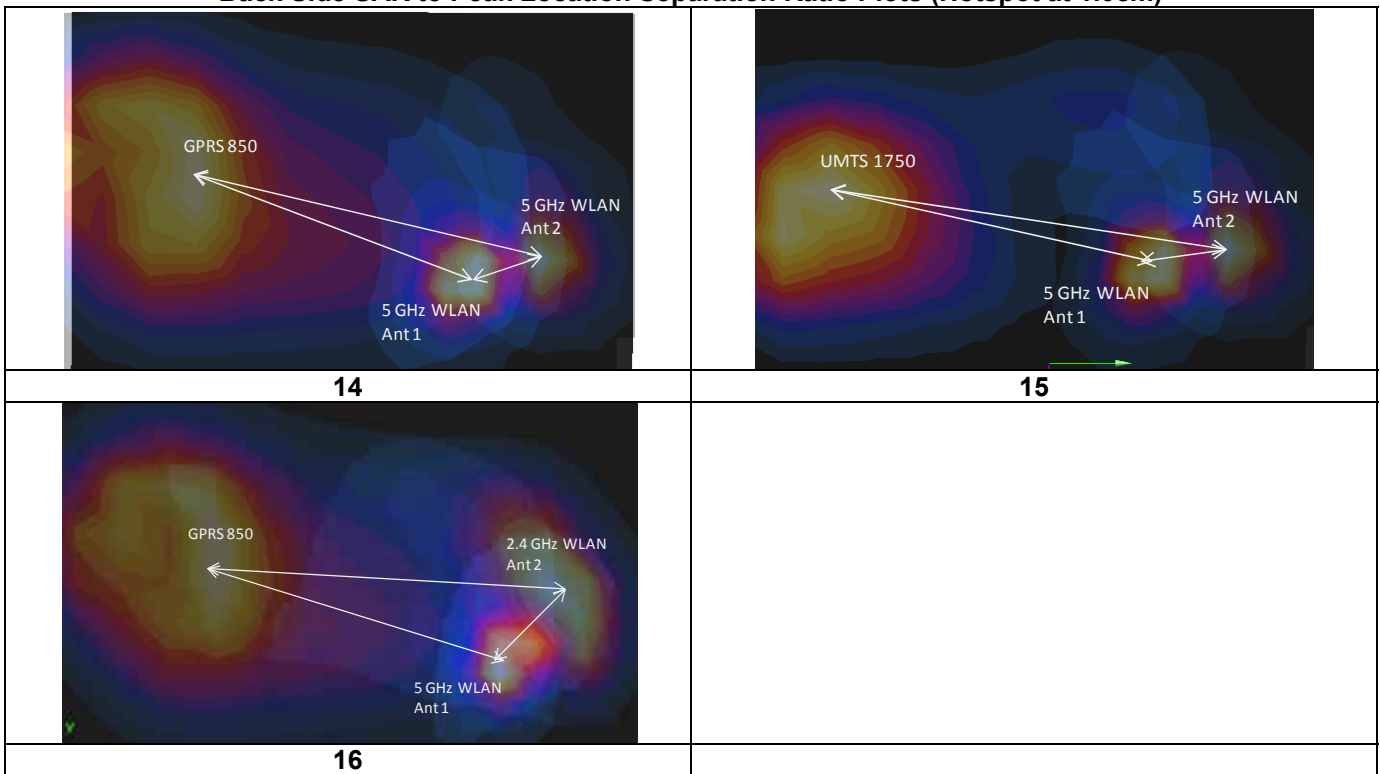 GPRS 850
5 GHz WLAN
Ant 2
5 GHz WLAN
Ant 1
UMTS 1750
5 GHz WLAN
Ant 2
5 GHz WLAN
Ant 1
14
15
GPRS 850
2.4 GHz WLAN
Ant 2
5 GHz WLAN
Ant 1
Y
16